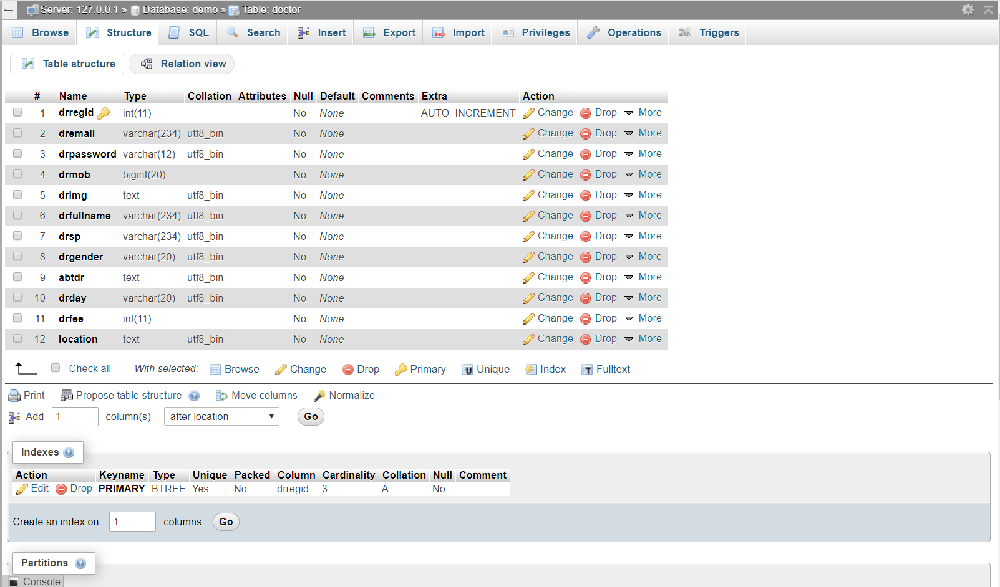 ← Server: 127.0.0.1 » Database: demo » Table: doctor
Browse Structure SQL Search Insert Export Import Privileges Operations Triggers
Table structure Relation view
# Name Type Collation Attributes Null Default Comments Extra Action
1 drregid int(11) No None AUTO_INCREMENT Change Drop More
2 dremail varchar(234) utf8_bin No None Change Drop More
3 drpassword varchar(12) utf8_bin No None Change Drop More
4 drmob bigint(20) No None Change Drop More
5 drimg text utf8_bin No None Change Drop More
6 drfullname varchar(234) utf8_bin No None Change Drop More
7 drsp varchar(234) utf8_bin No None Change Drop More
8 drgender varchar(20) utf8_bin No None Change Drop More
9 abtdr text utf8_bin No None Change Drop More
10 drday varchar(20) utf8_bin No None Change Drop More
11 drfee int(11) No None Change Drop More
12 location text utf8_bin No None Change Drop More
Check all With selected: Browse Change Drop Primary Unique Index Fulltext
Print Propose table structure Move columns Normalize
Add 1 column(s) after location Go
Indexes
Action Keyname Type Unique Packed Column Cardinality Collation Null Comment
Edit Drop PRIMARY BTREE Yes No drregid 3 A No
Create an index on 1 columns Go
Partitions
Console